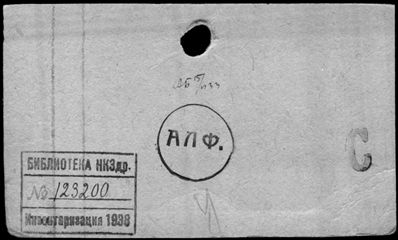 АЛФ.
С
БИБЛИОТЕКА НКЗдр.
№ 123200
Инвентаризация 1938